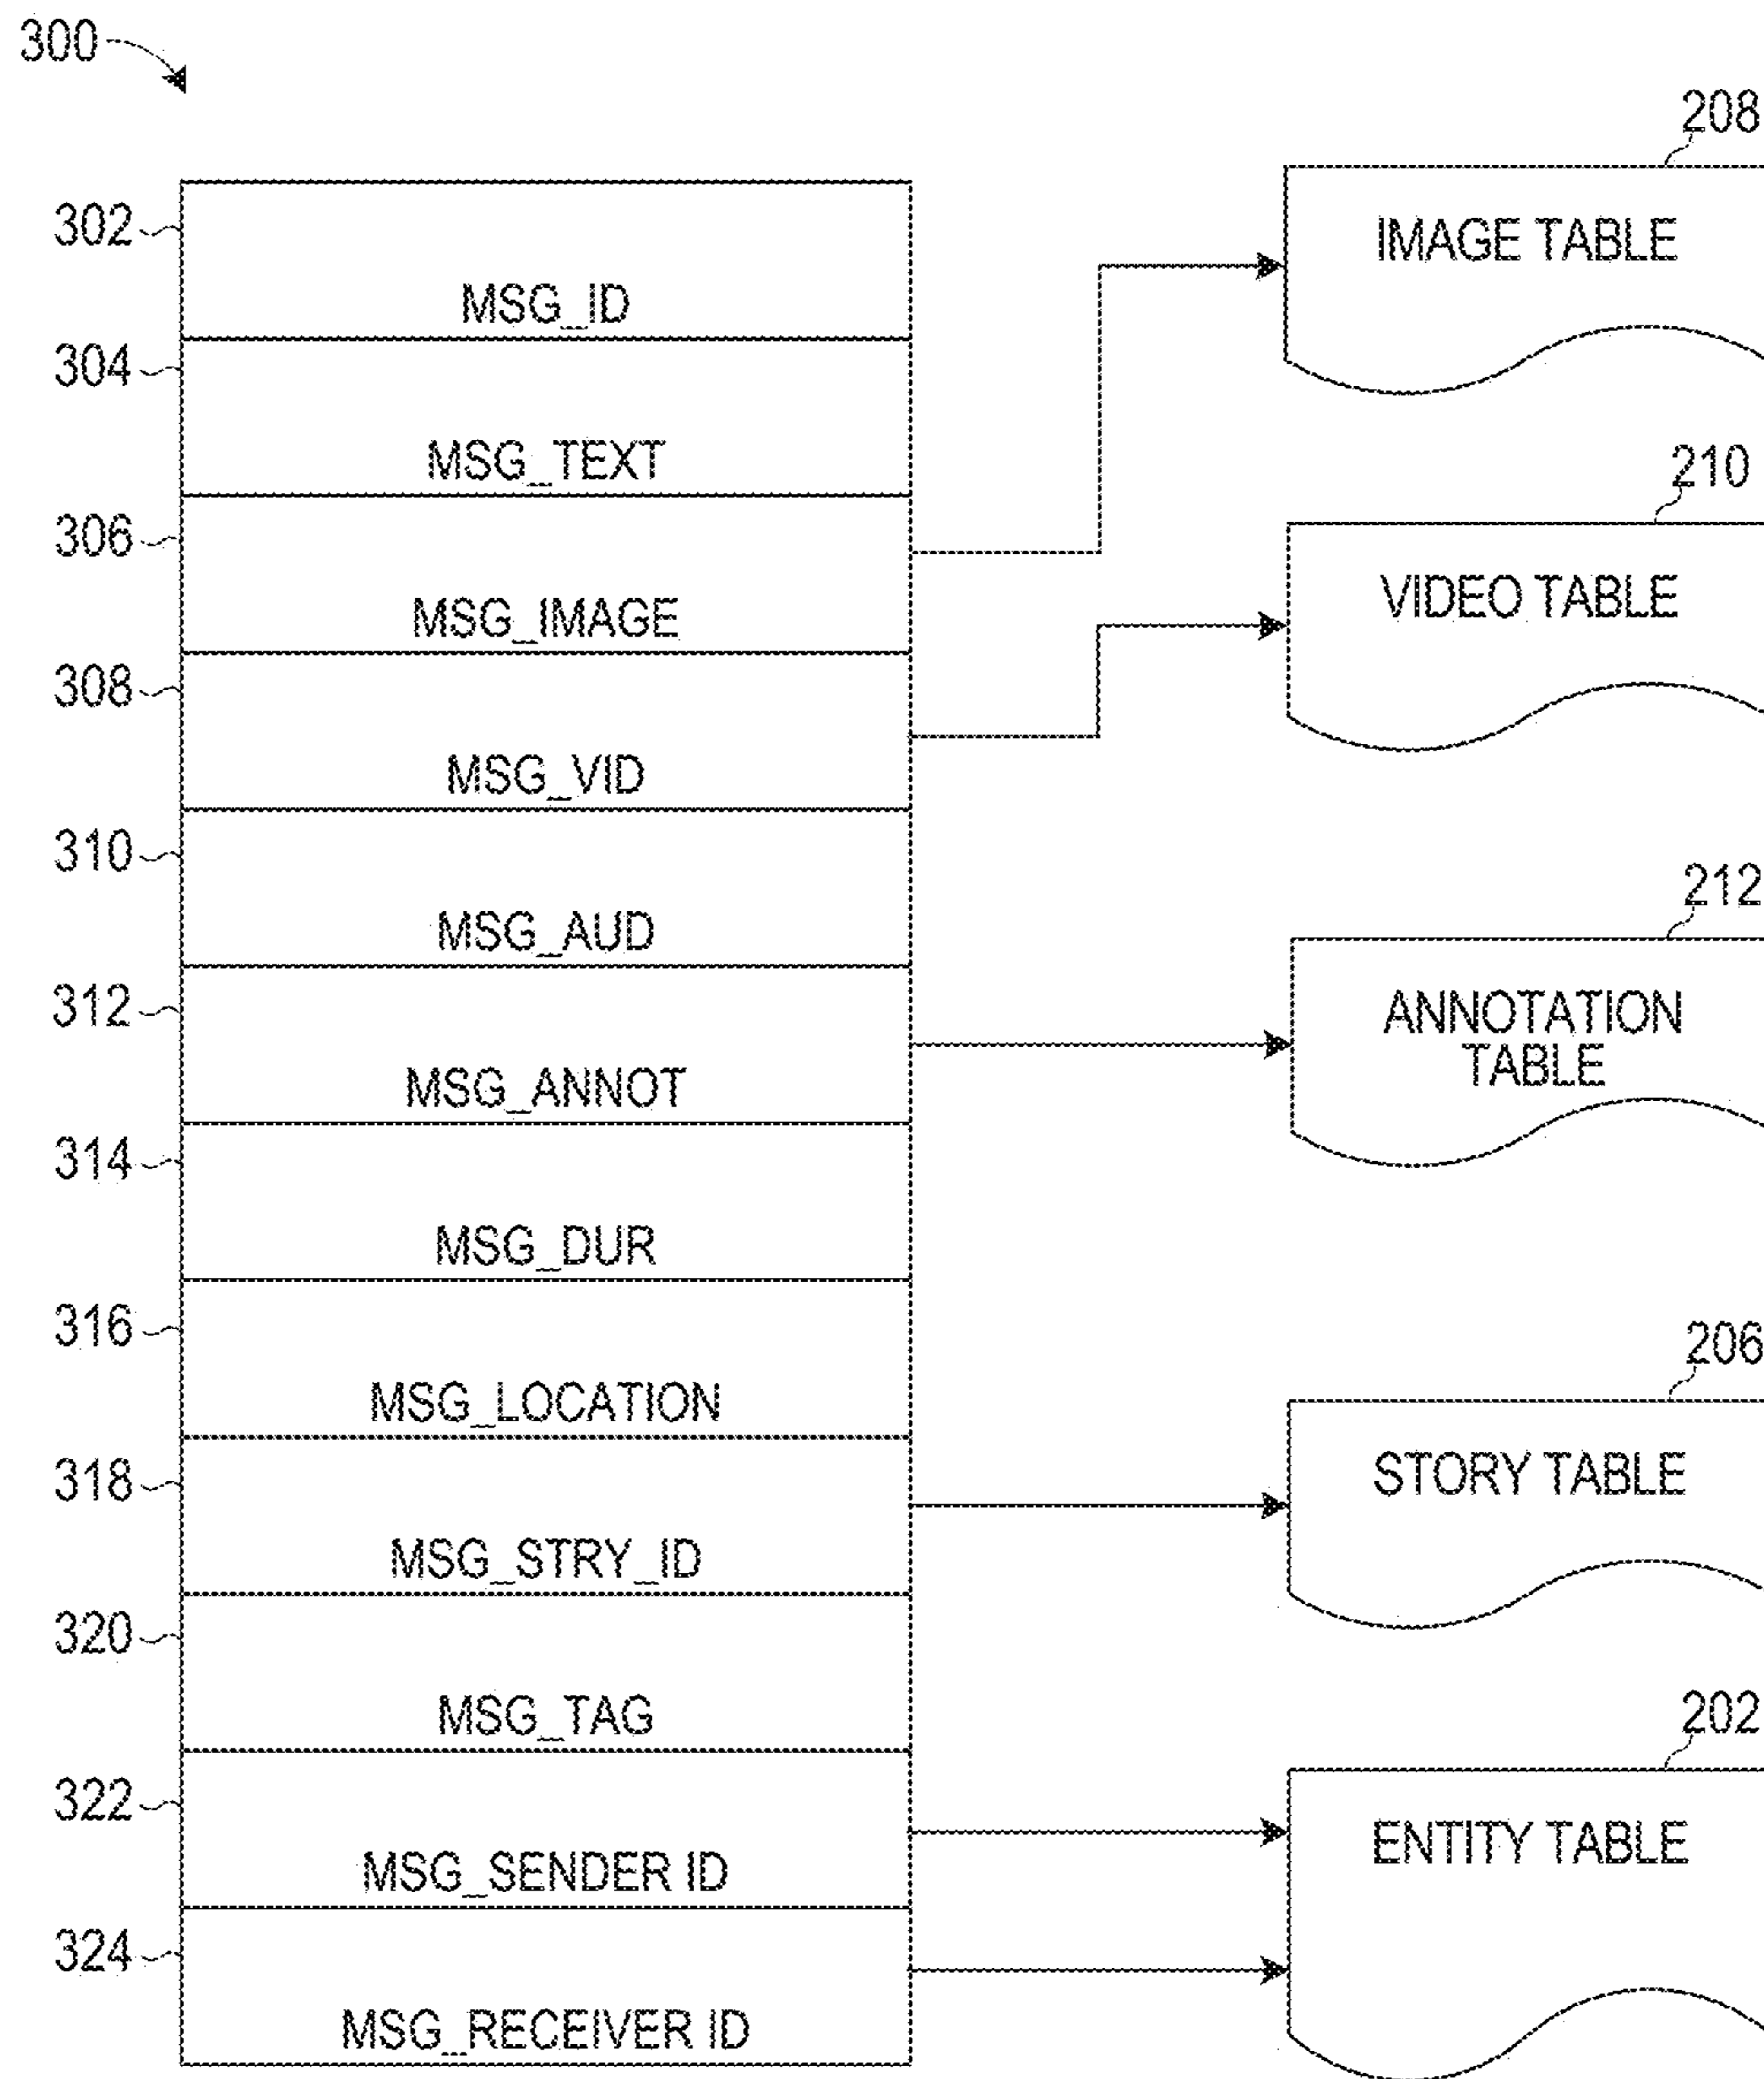 300
208
302
IMAGE TABLE
MSG_ID
304
MSG_TEXT
210
306
VIDEO TABLE
MSG_IMAGE
308
MSG_VID
310
212
MSG_AUD
312
ANNOTATION
TABLE
MSG_ANNOT
314
MSG_DUR
316
206
MSG_LOCATION
318
STORY TABLE
MSG_STRY_ID
320
202
MSG_TAG
322
ENTITY TABLE
MSG_SENDER ID
324
MSG_RECEIVER ID